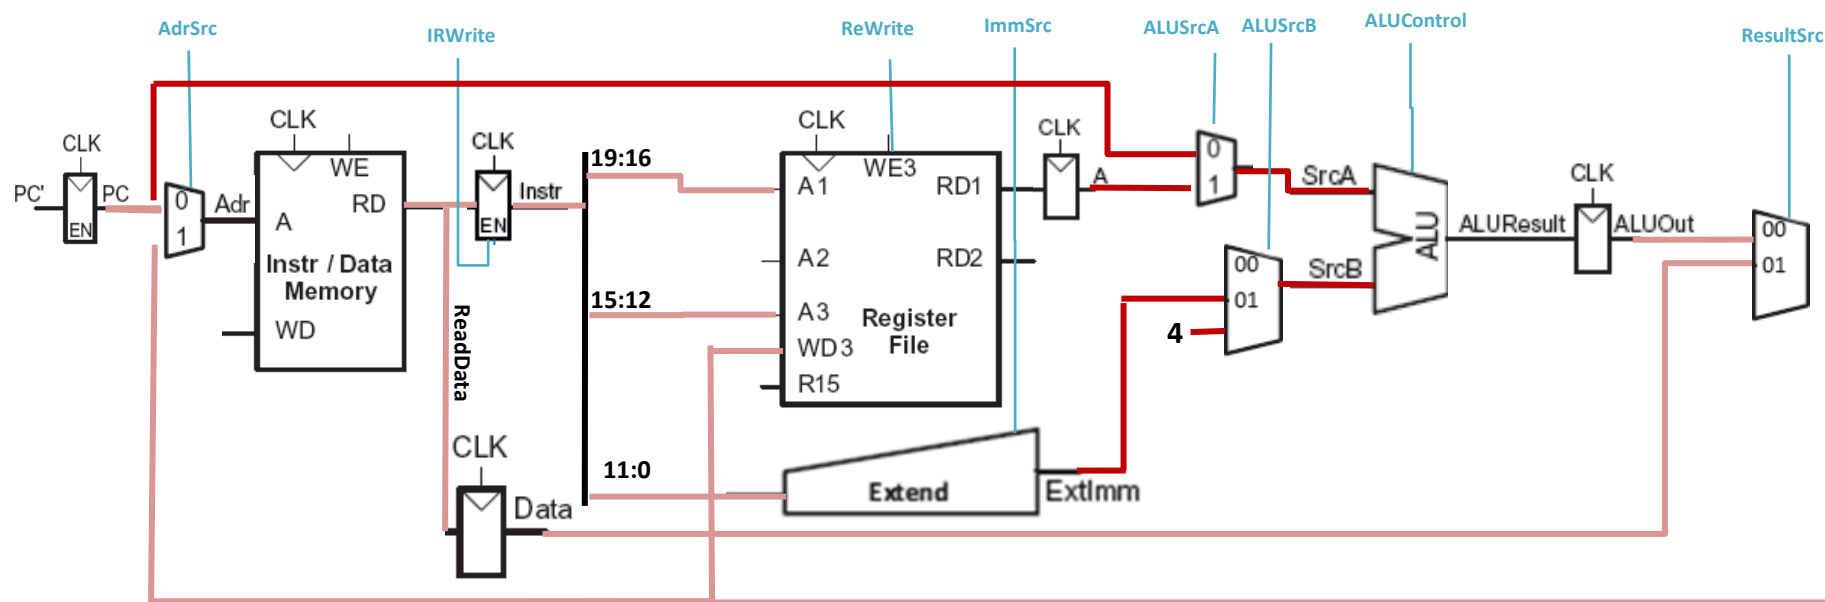 AdrSrc
IRWrite
ReWrite
ImmSrc
ALUSrcA
ALUSrcB
ALUControl
ResultSrc
CLK
PC'
EN
PC
0
1
Adr
CLK
WE
A
RD
Instr / Data
Memory
WD
CLK
EN
Instr
ReadData
CLK
Data
19:16
15:12
11:0
CLK
WE3
A1
RD1
A2
RD2
A3
Register
File
WD3
R15
Extend
ExtImm
CLK
A
0
1
SrcA
00
01
4
SrcB
ALU
ALUResult
CLK
ALUOut
00
01